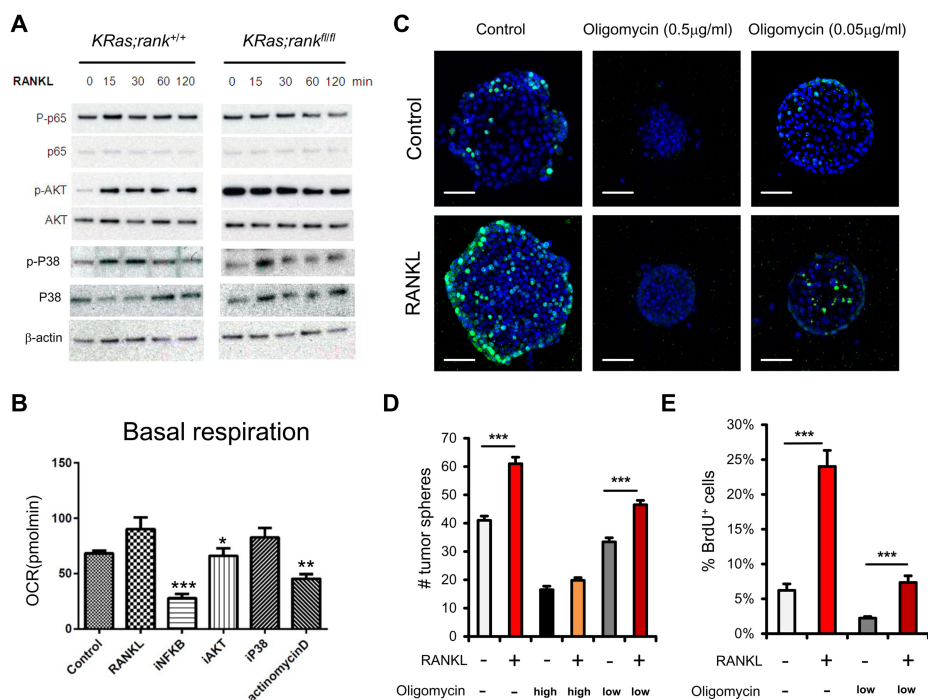 A
KRas;rank+/+
KRas;rankfl/fl
RANKL 0 15 30 60 120 0 15 30 60 120 min
P-p65
p65
p-AKT
AKT
p-P38
P38
β-actin
B
Basal respiration
OCR(pmolmin)
150
100
50
0
*** * **
Control RANKL iNFKB iAKT iP38 actinomycinD
C
Control Oligomycin (0.5µg/ml) Oligomycin (0.05µg/ml)
Control
RANKL
D
# tumor spheres
70
60
50
40
30
20
10
0
*** ***
RANKL - + - + - +
Oligomycin high high low low
E
% BrdU+ cells
30%
25%
20%
15%
10%
5%
0%
*** ***
- + - +
RANKL
Oligomycin low low